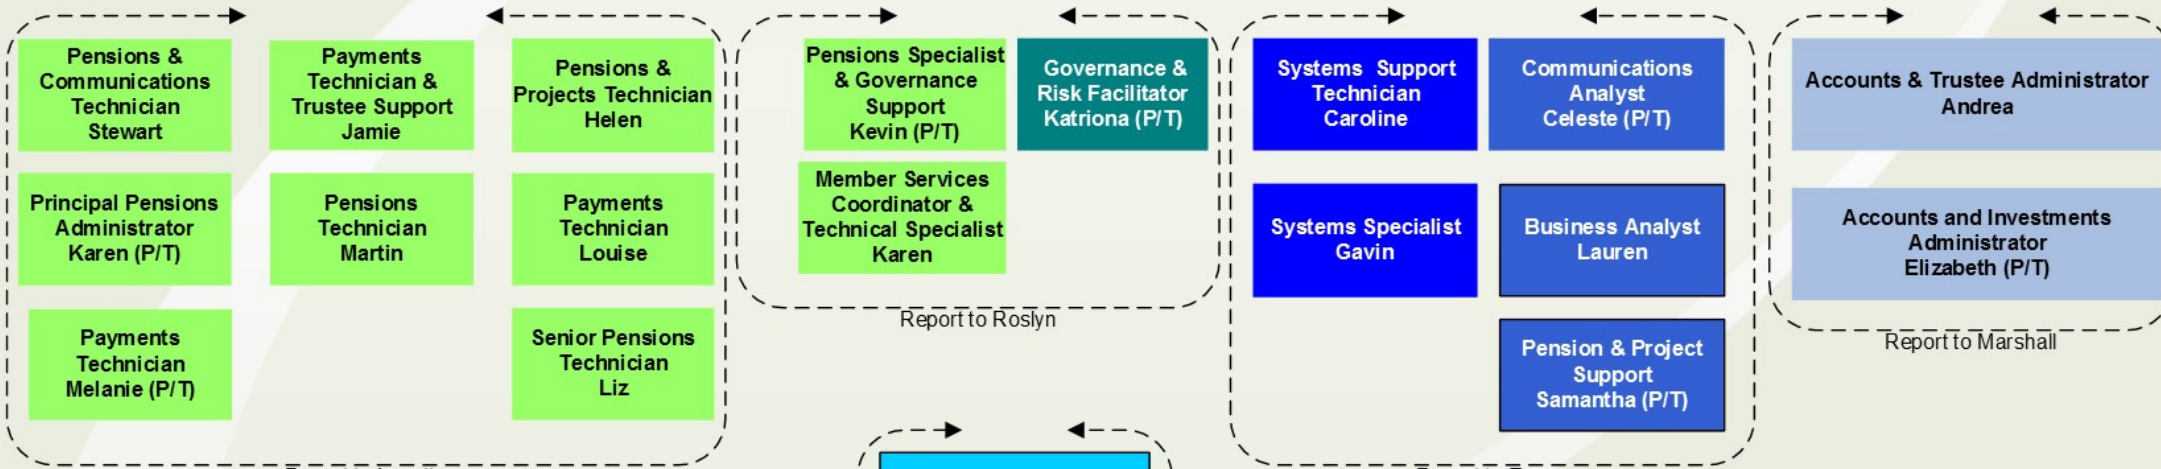 Pensions &
Communications
Technician
Stewart
Payments
Technician &
Trustee Support
Jamie
Pensions &
Projects Technician
Helen
Principal Pensions
Administrator
Karen (P/T)
Pensions
Technician
Martin
Payments
Technician
Louise
Payments
Technician
Melanie (P/T)
Senior Pensions
Technician
Liz
Pensions Specialist
& Governance
Support
Kevin (P/T)
Governance &
Risk Facilitator
Katriona (P/T)
Member Services
Coordinator &
Technical Specialist
Karen
Report to Roslyn
Systems Support
Technician
Caroline
Communications
Analyst
Celeste (P/T)
Systems Specialist
Gavin
Business Analyst
Lauren
Pension & Project
Support
Samantha (P/T)
Accounts & Trustee Administrator
Andrea
Accounts and Investments
Administrator
Elizabeth (P/T)
Report to Marshall